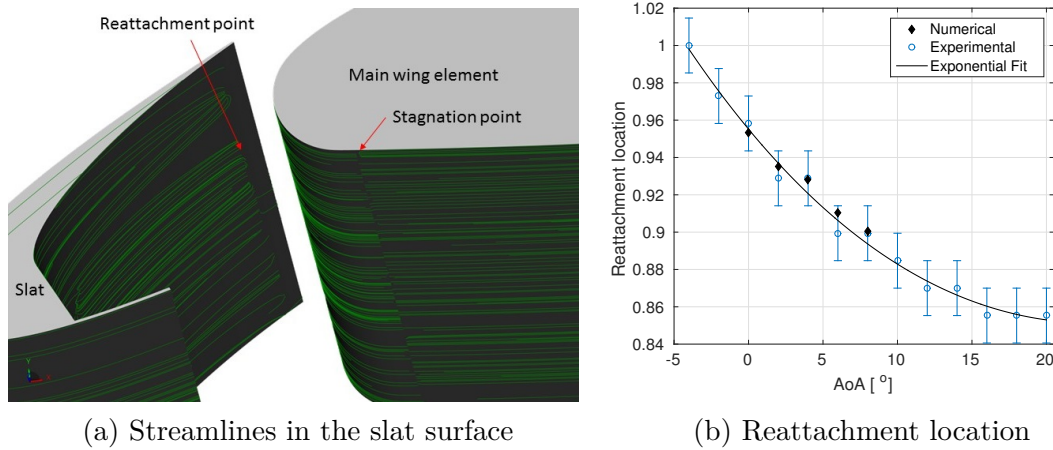 Reattachment point
Main wing element
Stagnation point
Slat
Y
X
(a) Streamlines in the slat surface
1.02
1
0.98
0.96
0.94
0.92
0.9
0.88
0.86
0.84
Reattachment location
Numerical
Experimental
Exponential Fit
-5
0
5
10
15
20
AoA [ º]
(b) Reattachment location